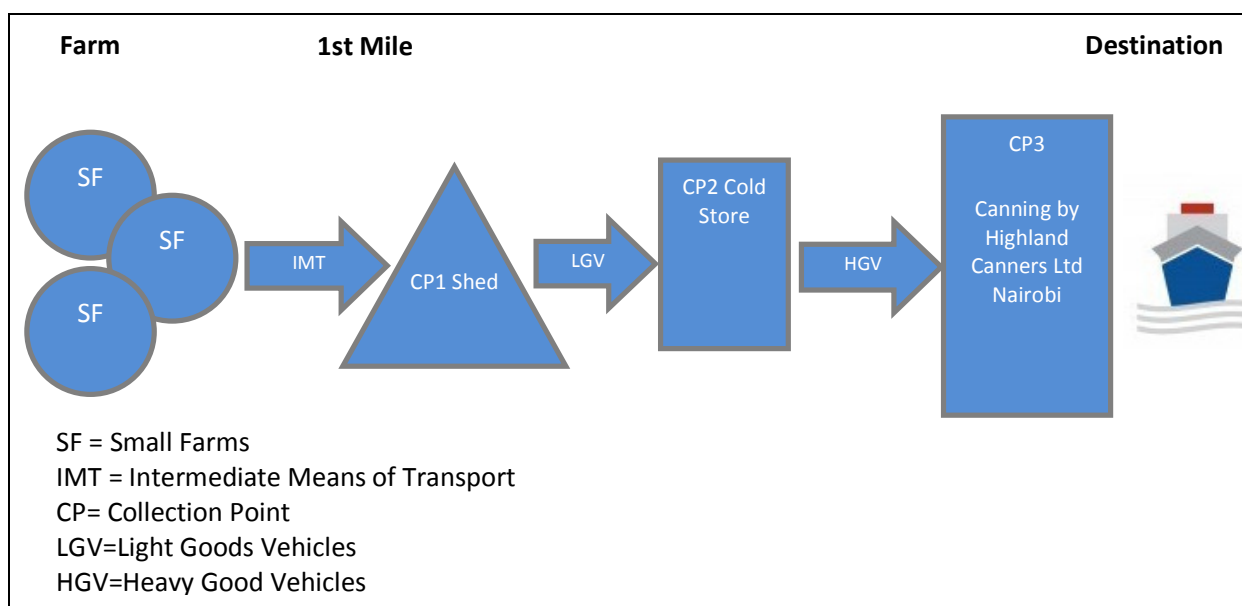 Farm
1st Mile
Destination
SF
SF
SF
IMT
CP1 Shed
LGV
CP2 Cold
Store
HGV
CP3
Canning by
Highland
Canners Ltd
Nairobi
SF = Small Farms
IMT = Intermediate Means of Transport
CP= Collection Point
LGV=Light Goods Vehicles
HGV=Heavy Good Vehicles